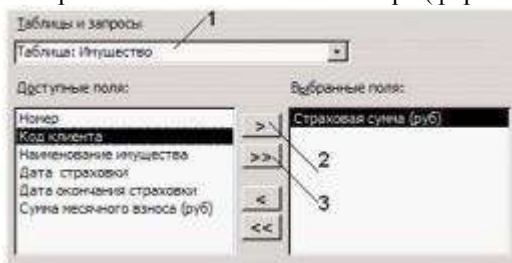 Таблицы и запросы
1
Таблица: Имущество
Доступные поля:
Выбранные поля:
Номер
Код клиента
Наименование имущества
Дата страховки
Дата окончания страховки
Сумма месячного взноса (руб)
>
>>
<
<<
Страховая сумма (руб)
2
3